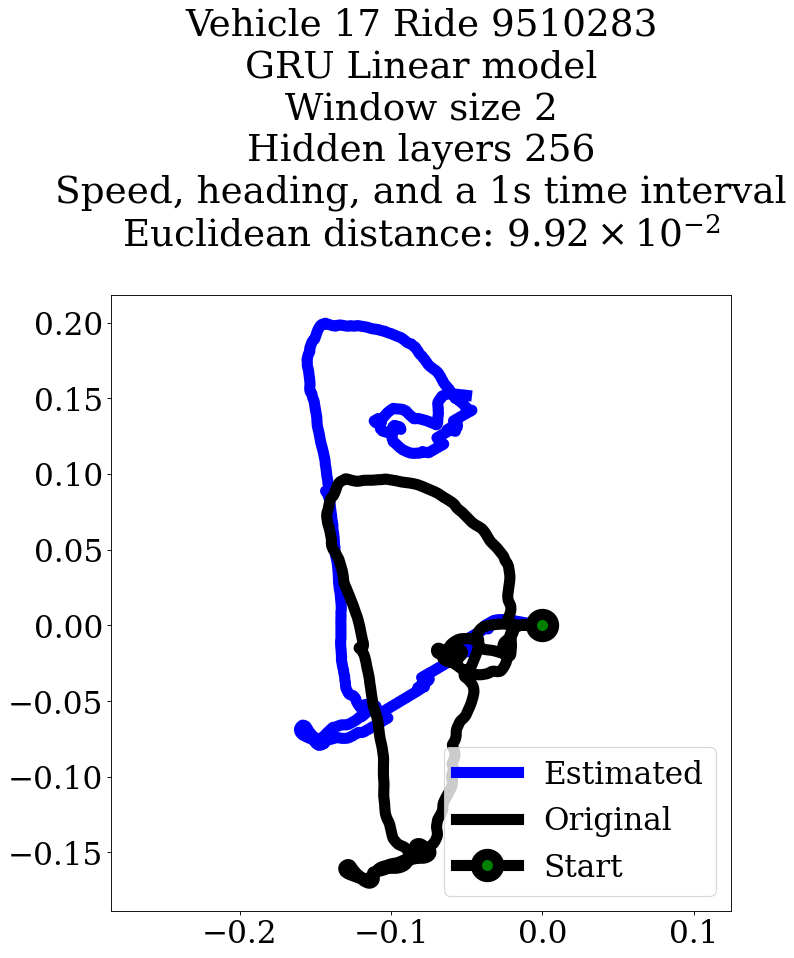 Vehicle 17 Ride 9510283
GRU Linear model
Window size 2
Hidden layers 256
Speed, heading, and a 1s time interval
Euclidean distance: 9.92 × 10⁻²
0.20
0.15
0.10
0.05
0.00
−0.05
−0.10
−0.15
Estimated
Original
Start
−0.2
−0.1
0.0
0.1